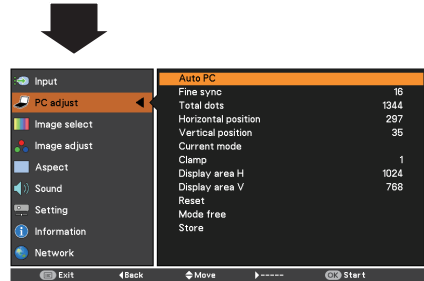 Input
PC adjust
Image select
Image adjust
Aspect
Sound
Setting
Information
Network
Auto PC
Fine sync 16
Total dots 1344
Horizontal position 297
Vertical position 35
Current mode
Clamp 1
Display area H 1024
Display area V 768
Reset
Mode free
Store
Exit Back Move ----- OK Start